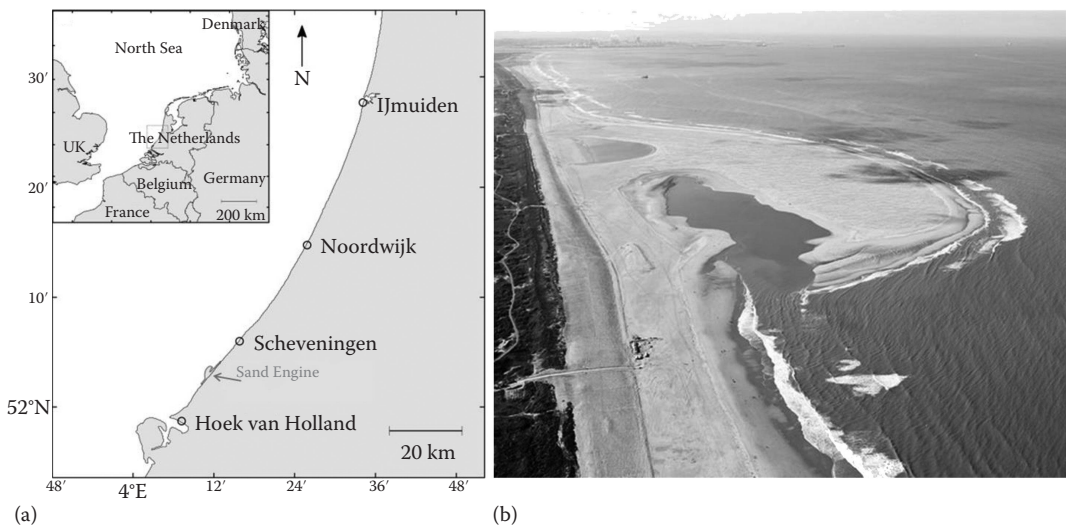 Denmark
North Sea
UK
The Netherlands
Belgium
Germany
France
200 km
N
IJmuiden
Noordwijk
Scheveningen
Sand Engine
Hoek van Holland
20 km
30′
20′
10′
52°N
48′
4°E
12′
24′
36′
48′
(a)
(b)